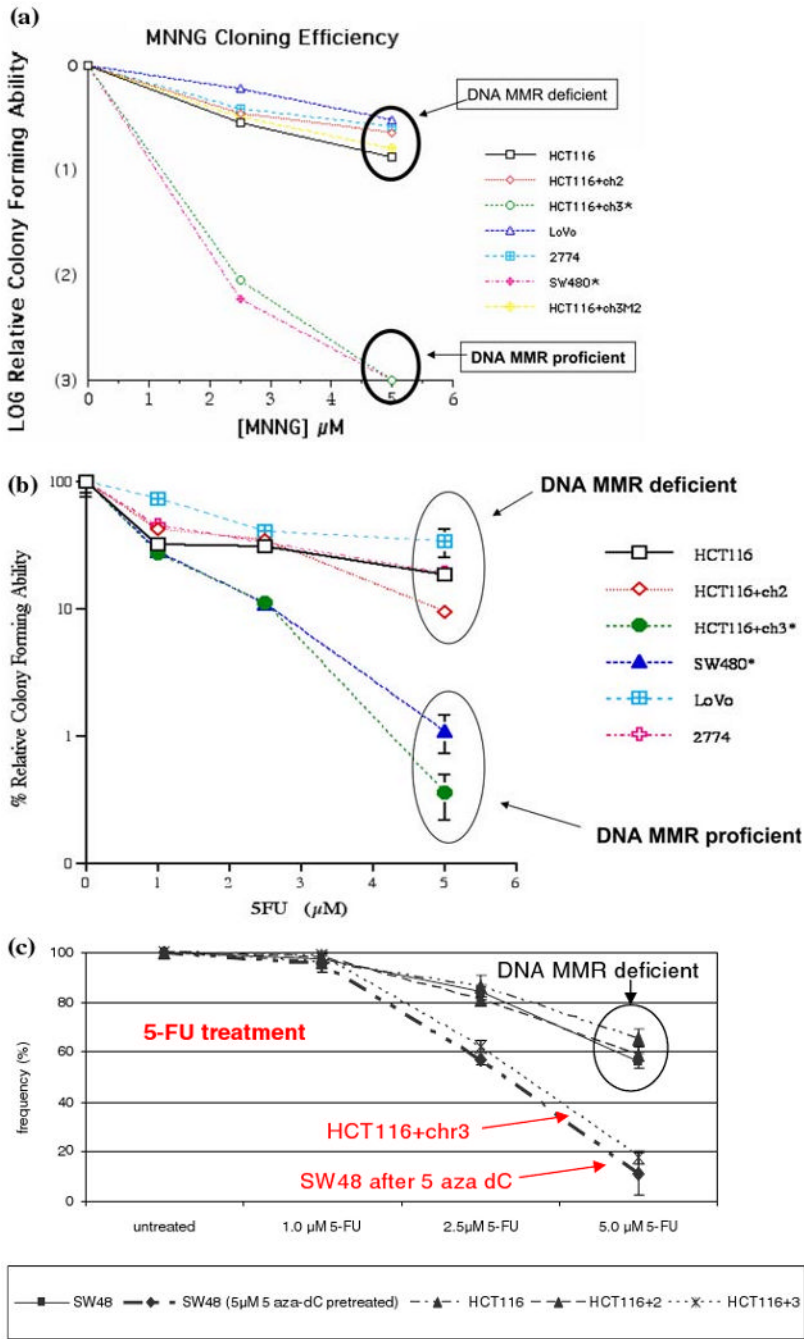 (a)
MNNG Cloning Efficiency
LOG Relative Colony Forming Ability
0
(1)
(2)
(3)
0 1 2 3 4 5 6
[MNNG] µM
DNA MMR deficient
HCT116
HCT116+ch2
HCT116+ch3*
LoVo
2774
SW480*
HCT116+ch3M2
DNA MMR proficient
(b)
% Relative Colony Forming Ability
100
10
1
0
0 1 2 3 4 5 6
5FU (µM)
DNA MMR deficient
HCT116
HCT116+ch2
HCT116+ch3*
SW480*
LoVo
2774
DNA MMR proficient
(c)
frequency (%)
100
80
60
40
20
0
DNA MMR deficient
5-FU treatment
HCT116+chr3
SW48 after 5 aza dC
untreated 1.0 µM 5-FU 2.5µM 5-FU 5.0 µM 5-FU
SW48 SW48 (5µM 5 aza-dC pretreated) HCT116 HCT116+2 HCT116+3